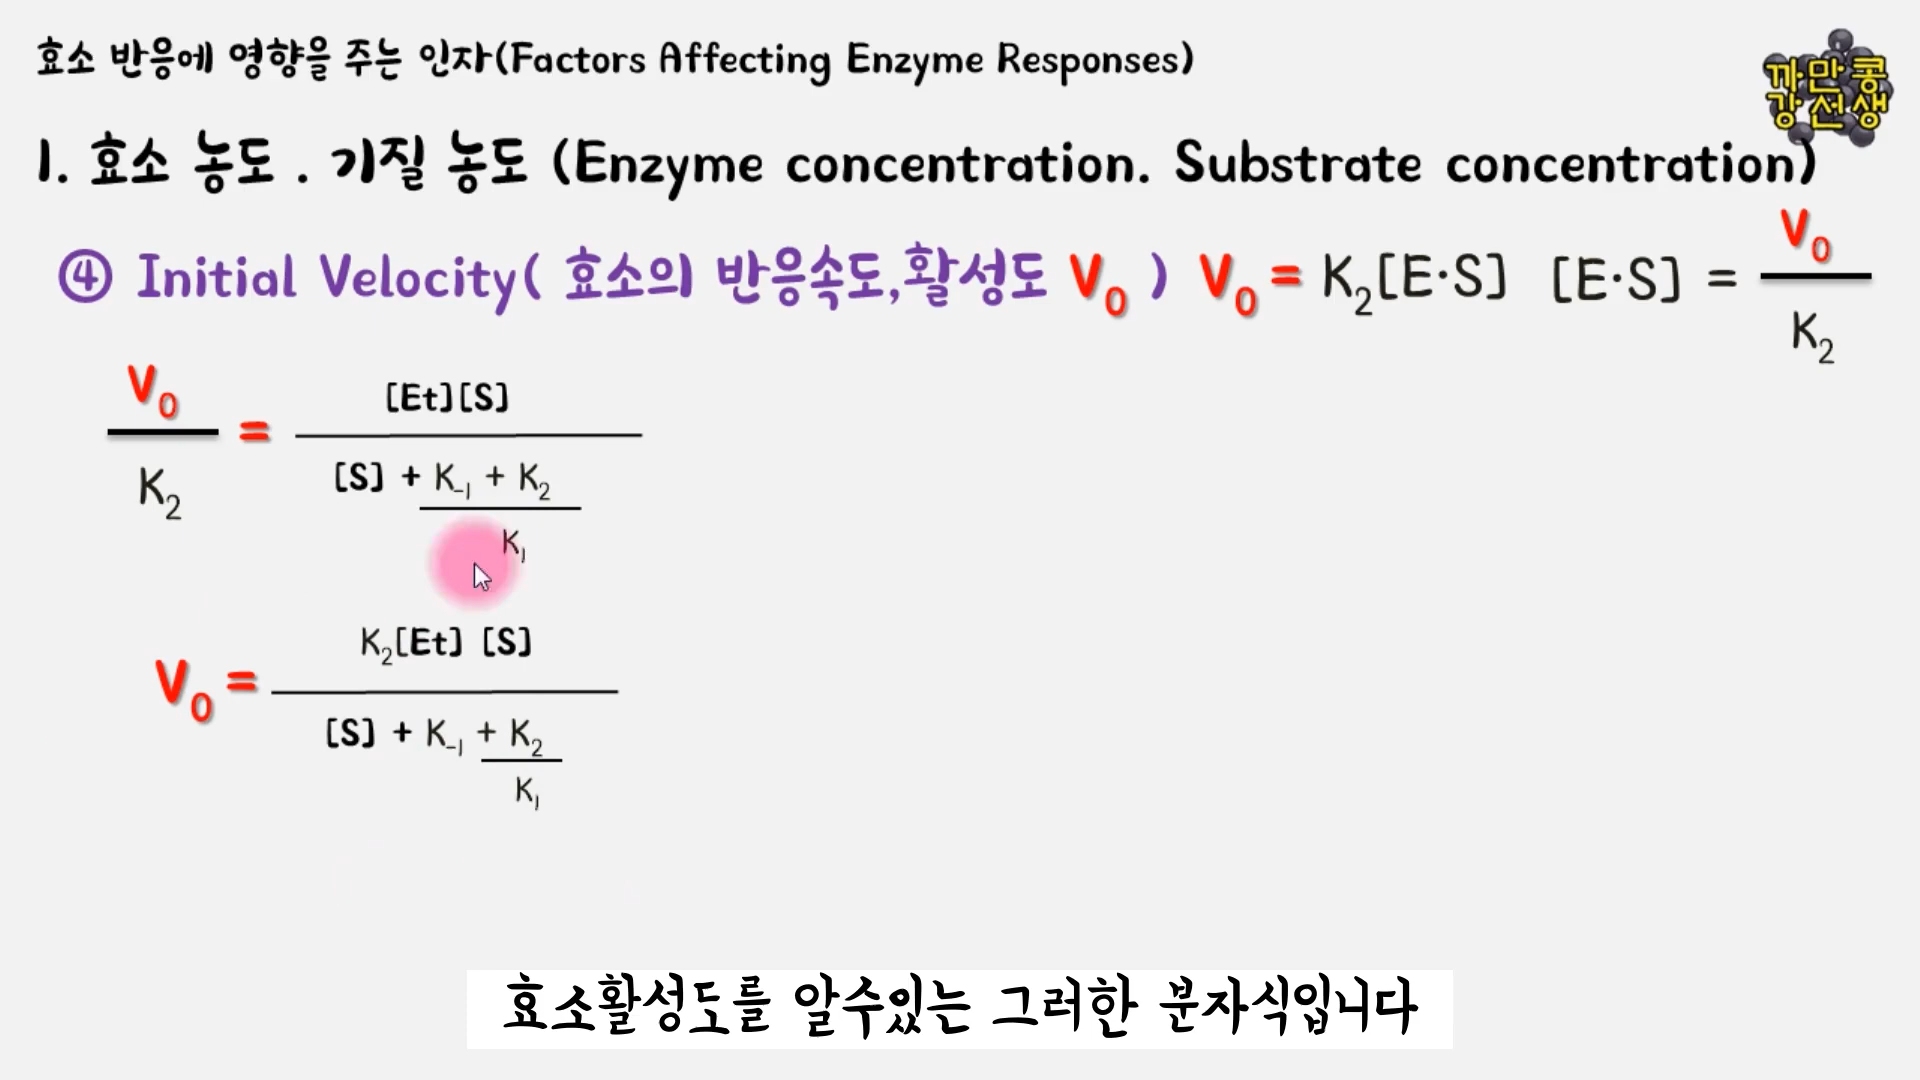 효소 반응에 영향을 주는 인자(Factors Affecting Enzyme Responses)
까만콩
강선생
1. 효소 농도 . 기질 농도 (Enzyme concentration. Substrate concentration)
④ Initial Velocity( 효소의 반응속도,활성도 V₀ ) V₀ = K₂[E·S] [E·S] = V₀
K₂
V₀
K₂
=
[Et][S]
[S] + K₋₁ + K₂
K₁
V₀ =
K₂[Et] [S]
[S] + K₋₁ + K₂
K₁
효소활성도를 알수있는 그러한 분자식입니다